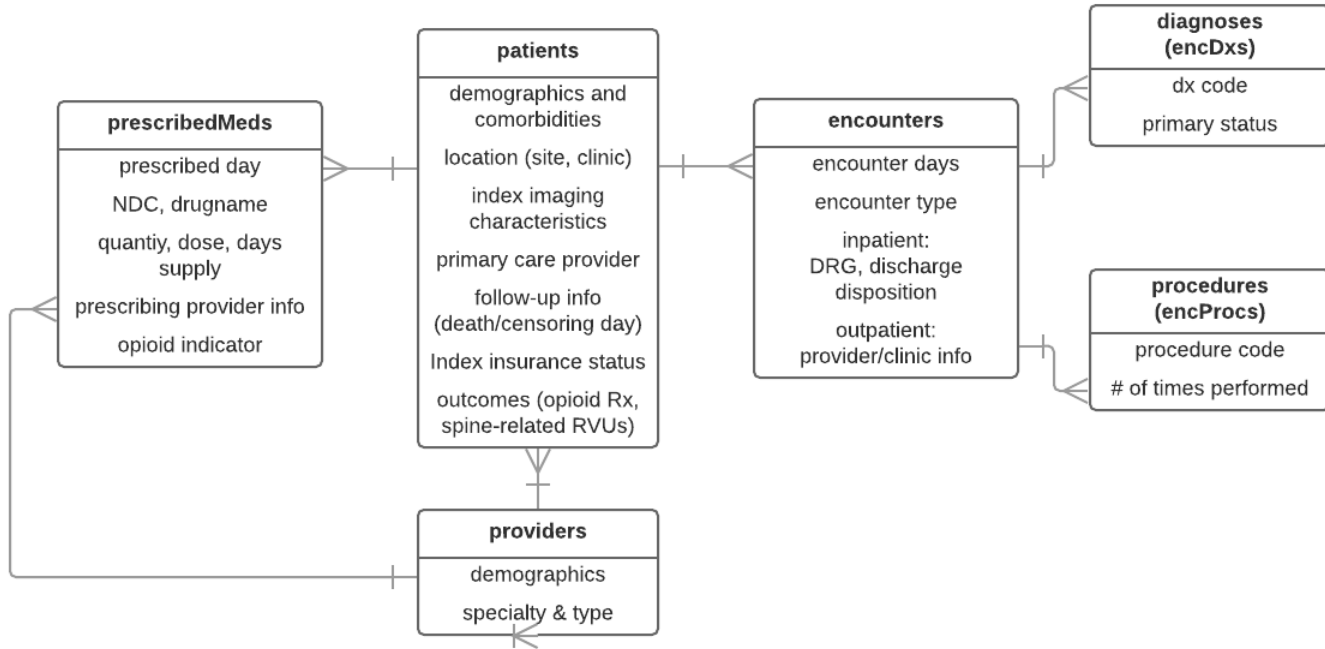 prescribedMeds
prescribed day
NDC, drugname
quantiy, dose, days
supply
prescribing provider info
opioid indicator
patients
demographics and
comorbidities
location (site, clinic)
index imaging
characteristics
primary care provider
follow-up info
(death/censoring day)
Index insurance status
outcomes (opioid Rx,
spine-related RVUs)
providers
demographics
specialty & type
encounters
encounter days
encounter type
inpatient:
DRG, discharge
disposition
outpatient:
provider/clinic info
diagnoses
(encDxs)
dx code
primary status
procedures
(encProcs)
procedure code
# of times performed